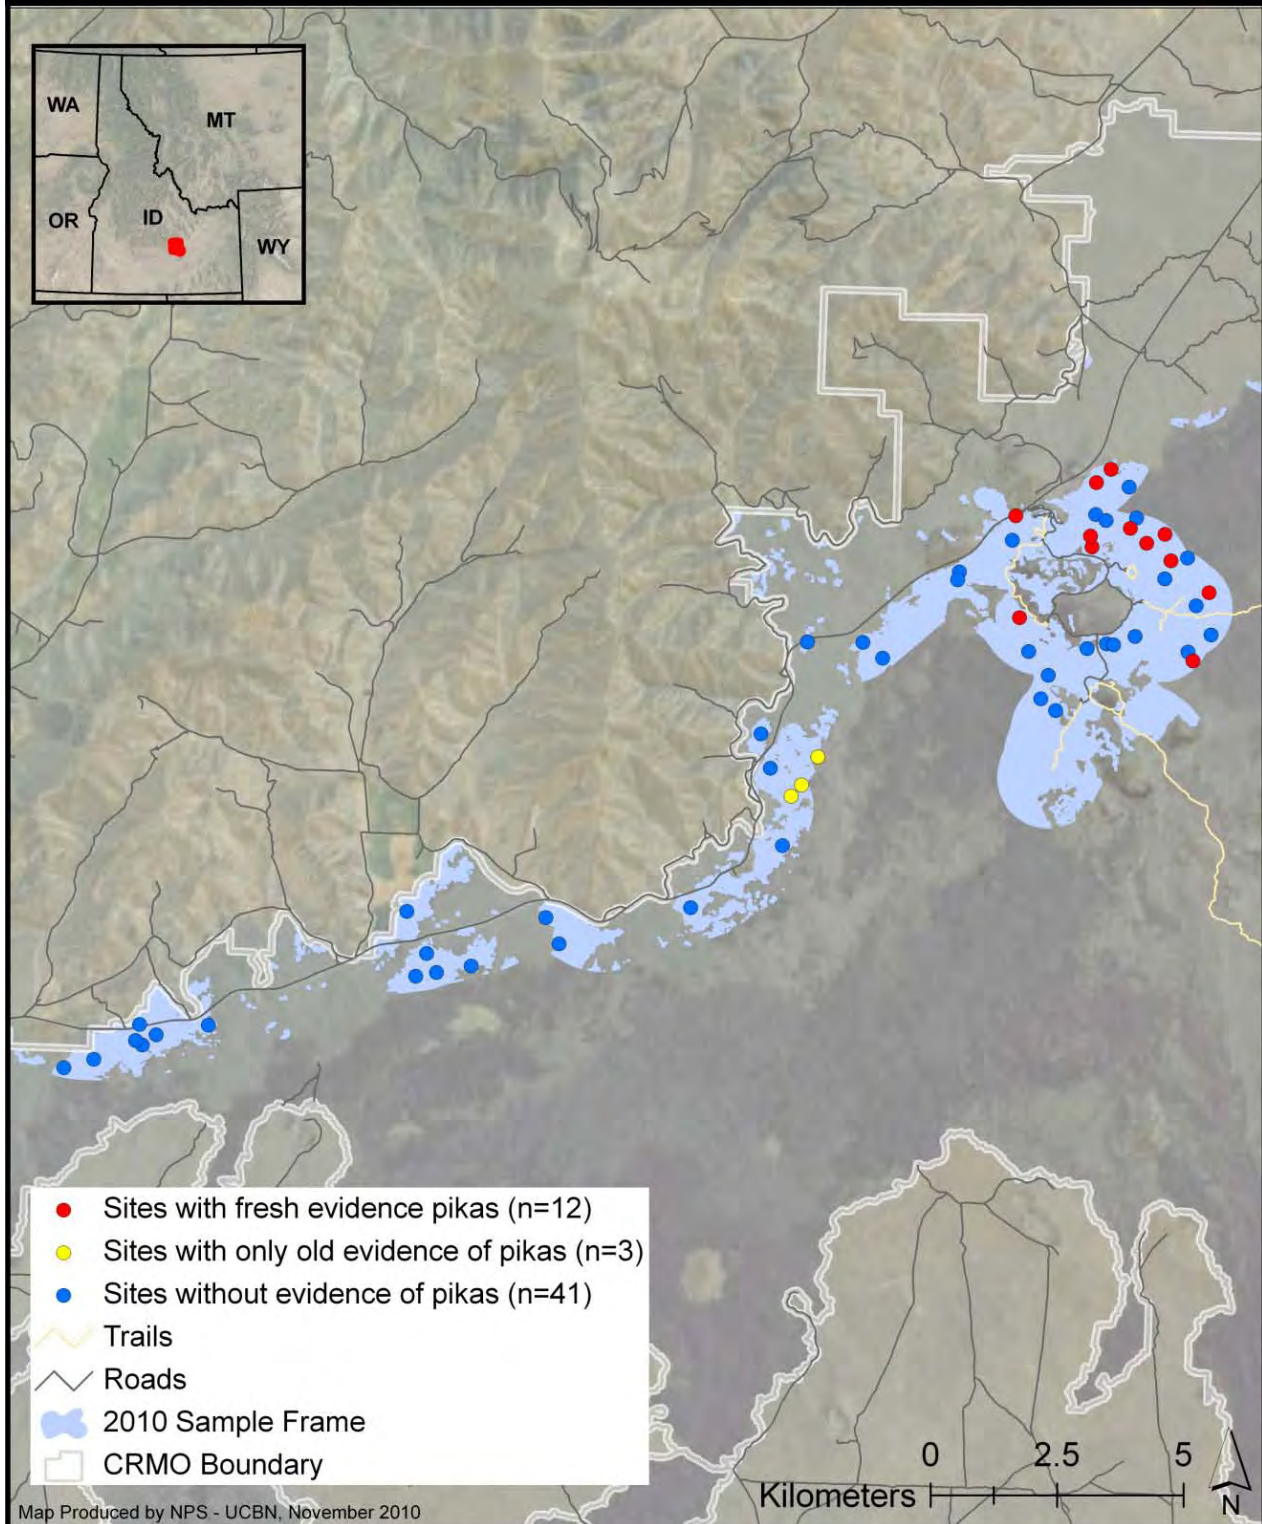 WA
MT
OR
ID
WY
Sites with fresh evidence pikas (n=12)
Sites with only old evidence of pikas (n=3)
Sites without evidence of pikas (n=41)
Trails
Roads
2010 Sample Frame
CRMO Boundary
0 2.5 5
Kilometers
N
Map Produced by NPS - UCBN, November 2010